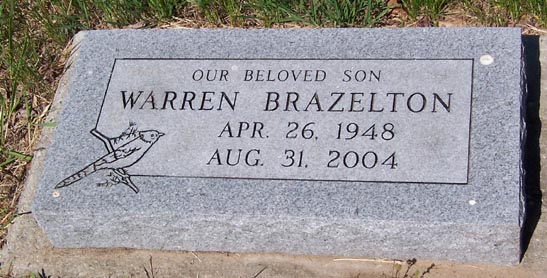 OUR BELOVED SON
WARREN BRAZELTON
APR. 26, 1948
AUG. 31, 2004